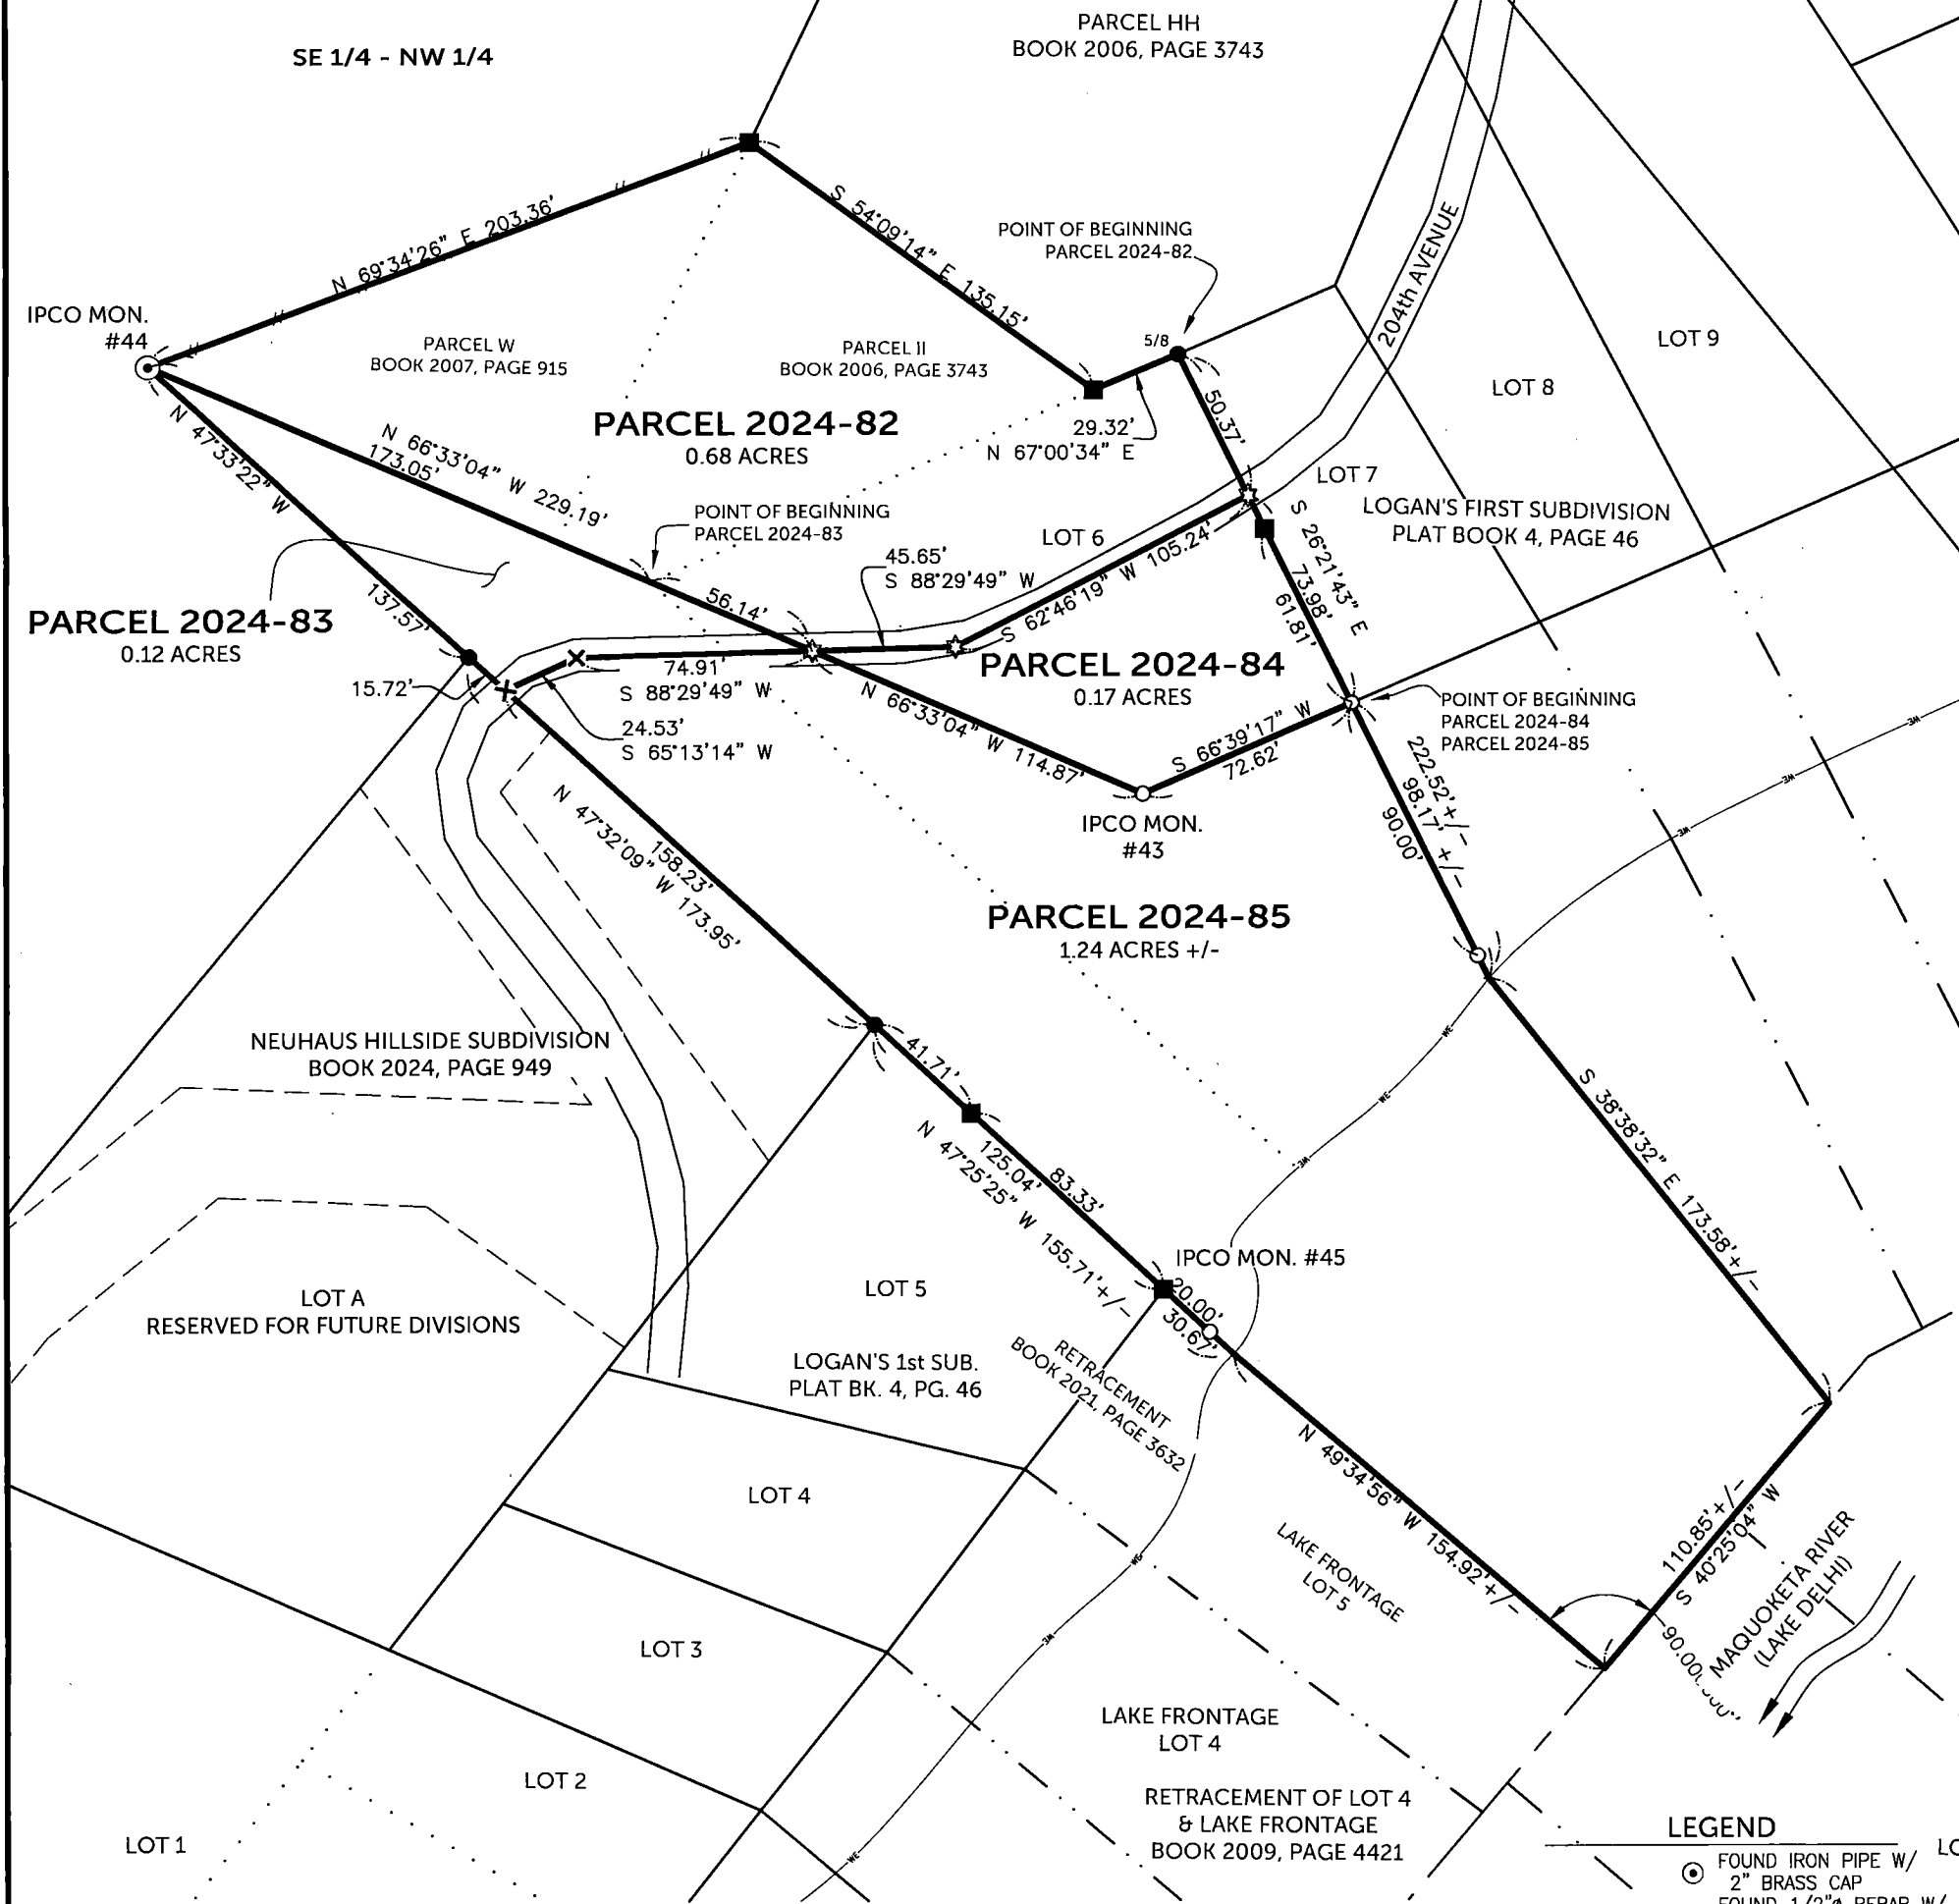 PARCEL HH
BOOK 2006, PAGE 3743
SE 1/4 - NW 1/4
N 69°34'26" E 203.36'
S 54°09'14" E 135.15'
POINT OF BEGINNING
PARCEL 2024-82
204th AVENUE
IPCO MON.
#44
PARCEL W
BOOK 2007, PAGE 915
PARCEL II
BOOK 2006, PAGE 3743
5/8
LOT 9
LOT 8
PARCEL 2024-82
0.68 ACRES
29.32'
N 67°00'34" E
50.37'
N 47°33'22" W
137.57'
N 66°33'04" W 229.19'
173.05'
56.14'
POINT OF BEGINNING
PARCEL 2024-83
LOT 6
LOT 7
LOGAN'S FIRST SUBDIVISION
PLAT BOOK 4, PAGE 46
45.65'
S 88°29'49" W
S 62°46'19" W 105.24'
S 26°21'43" E
73.98'
61.81'
PARCEL 2024-83
0.12 ACRES
15.72'
74.91'
S 88°29'49" W
24.53'
S 65°13'14" W
PARCEL 2024-84
0.17 ACRES
N 66°33'04" W 114.87'
S 66°39'17" W
72.62'
POINT OF BEGINNING
PARCEL 2024-84
PARCEL 2024-85
IPCO MON.
#43
222.52'+/-
98.17' +/-
90.00'
WE
WE
WE
158.23'
N 47°32'09" W 173.95'
PARCEL 2024-85
1.24 ACRES +/-
NEUHAUS HILLSIDE SUBDIVISION
BOOK 2024, PAGE 949
WE
WE
WE
41.71'
125.04'
83.33'
N 47°25'25" W 155.71'+/-
S 38°38'32" E 173.58'+/-
IPCO MON. #45
20.00'
30.67'
LOT A
RESERVED FOR FUTURE DIVISIONS
LOT 5
LOGAN'S 1st SUB.
PLAT BK. 4, PG. 46
RETRACEMENT
BOOK 2021, PAGE 3632
N 49°34'56" W 154.92'+/-
110.85'+/-
S 40°25'04" W
LOT 4
LAKE FRONTAGE
LOT 5
MAQUOKETA RIVER
(LAKE DELHI)
WE
WE
LOT 3
LAKE FRONTAGE
LOT 4
LOT 2
RETRACEMENT OF LOT 4
& LAKE FRONTAGE
BOOK 2009, PAGE 4421
LOT 1
WE
LEGEND
FOUND IRON PIPE W/
2" BRASS CAP
FOUND 1/2"ø REBAR W/